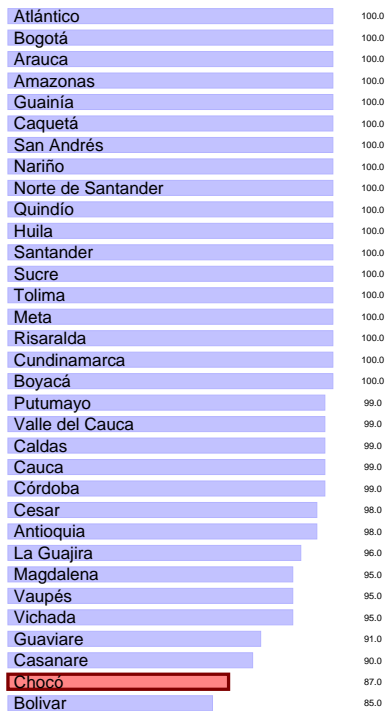 Atlántico 100.0
Bogotá 100.0
Arauca 100.0
Amazonas 100.0
Guainía 100.0
Caquetá 100.0
San Andrés 100.0
Nariño 100.0
Norte de Santander 100.0
Quindío 100.0
Huila 100.0
Santander 100.0
Sucre 100.0
Tolima 100.0
Meta 100.0
Risaralda 100.0
Cundinamarca 100.0
Boyacá 100.0
Putumayo 99.0
Valle del Cauca 99.0
Caldas 99.0
Cauca 99.0
Córdoba 99.0
Cesar 98.0
Antioquia 98.0
La Guajira 96.0
Magdalena 95.0
Vaupés 95.0
Vichada 95.0
Guaviare 91.0
Casanare 90.0
Chocó 87.0
Bolivar 85.0